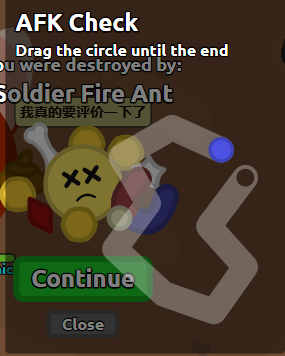 AFK Check
Drag the circle until the end
ou were destroyed by:
Soldier Fire Ant
我真的要评价一下了
Continue
Close